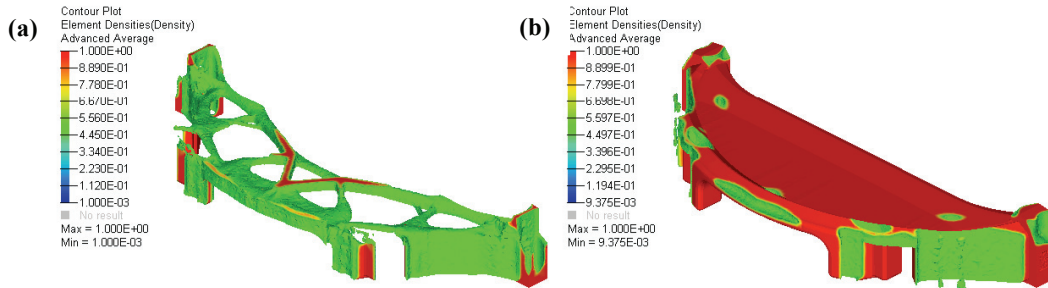 (a)
Contour Plot
Element Densities(Density)
Advanced Average
1.000E+00
8.890E-01
7.780E-01
6.670E-01
5.560E-01
4.450E-01
3.340E-01
2.230E-01
1.120E-01
1.000E-03
No result
Max = 1.000E+00
Min = 1.000E-03
(b)
Contour Plot
Element Densities(Density)
Advanced Average
1.000E+00
8.899E-01
7.799E-01
6.698E-01
5.597E-01
4.497E-01
3.396E-01
2.295E-01
1.194E-01
9.375E-03
No result
Max = 1.000E+00
Min = 9.375E-03